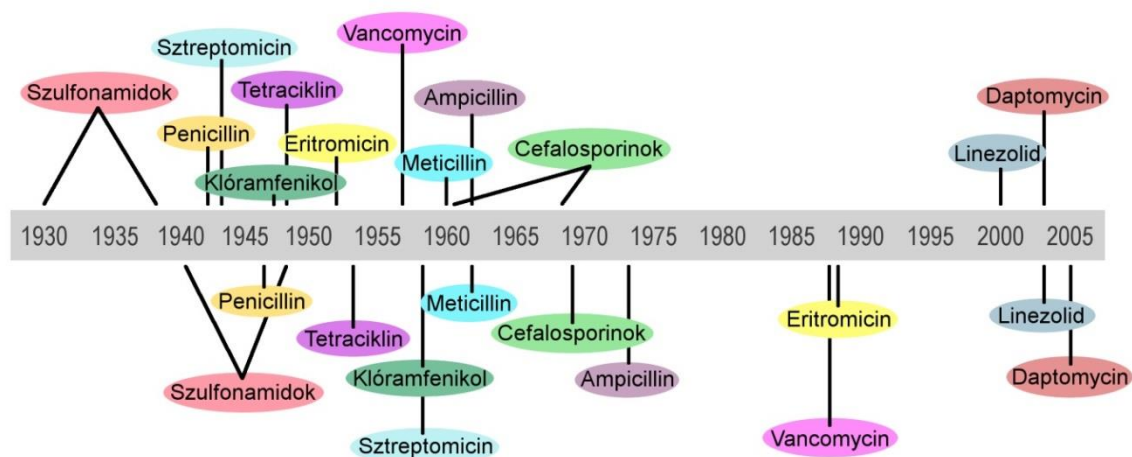 Vancomycin
Sztreptomicin
Szulfonamidok
Tetraciklin
Ampicillin
Daptomycin
Penicillin
Eritromicin
Meticillin
Cefalosporinok
Linezolid
Klóramfenikol
1930 1935 1940 1945 1950 1955 1960 1965 1970 1975 1980 1985 1990 1995 2000 2005
Penicillin
Meticillin
Eritromicin
Linezolid
Tetraciklin
Cefalosporinok
Szulfonamidok
Klóramfenikol
Ampicillin
Daptomycin
Sztreptomicin
Vancomycin